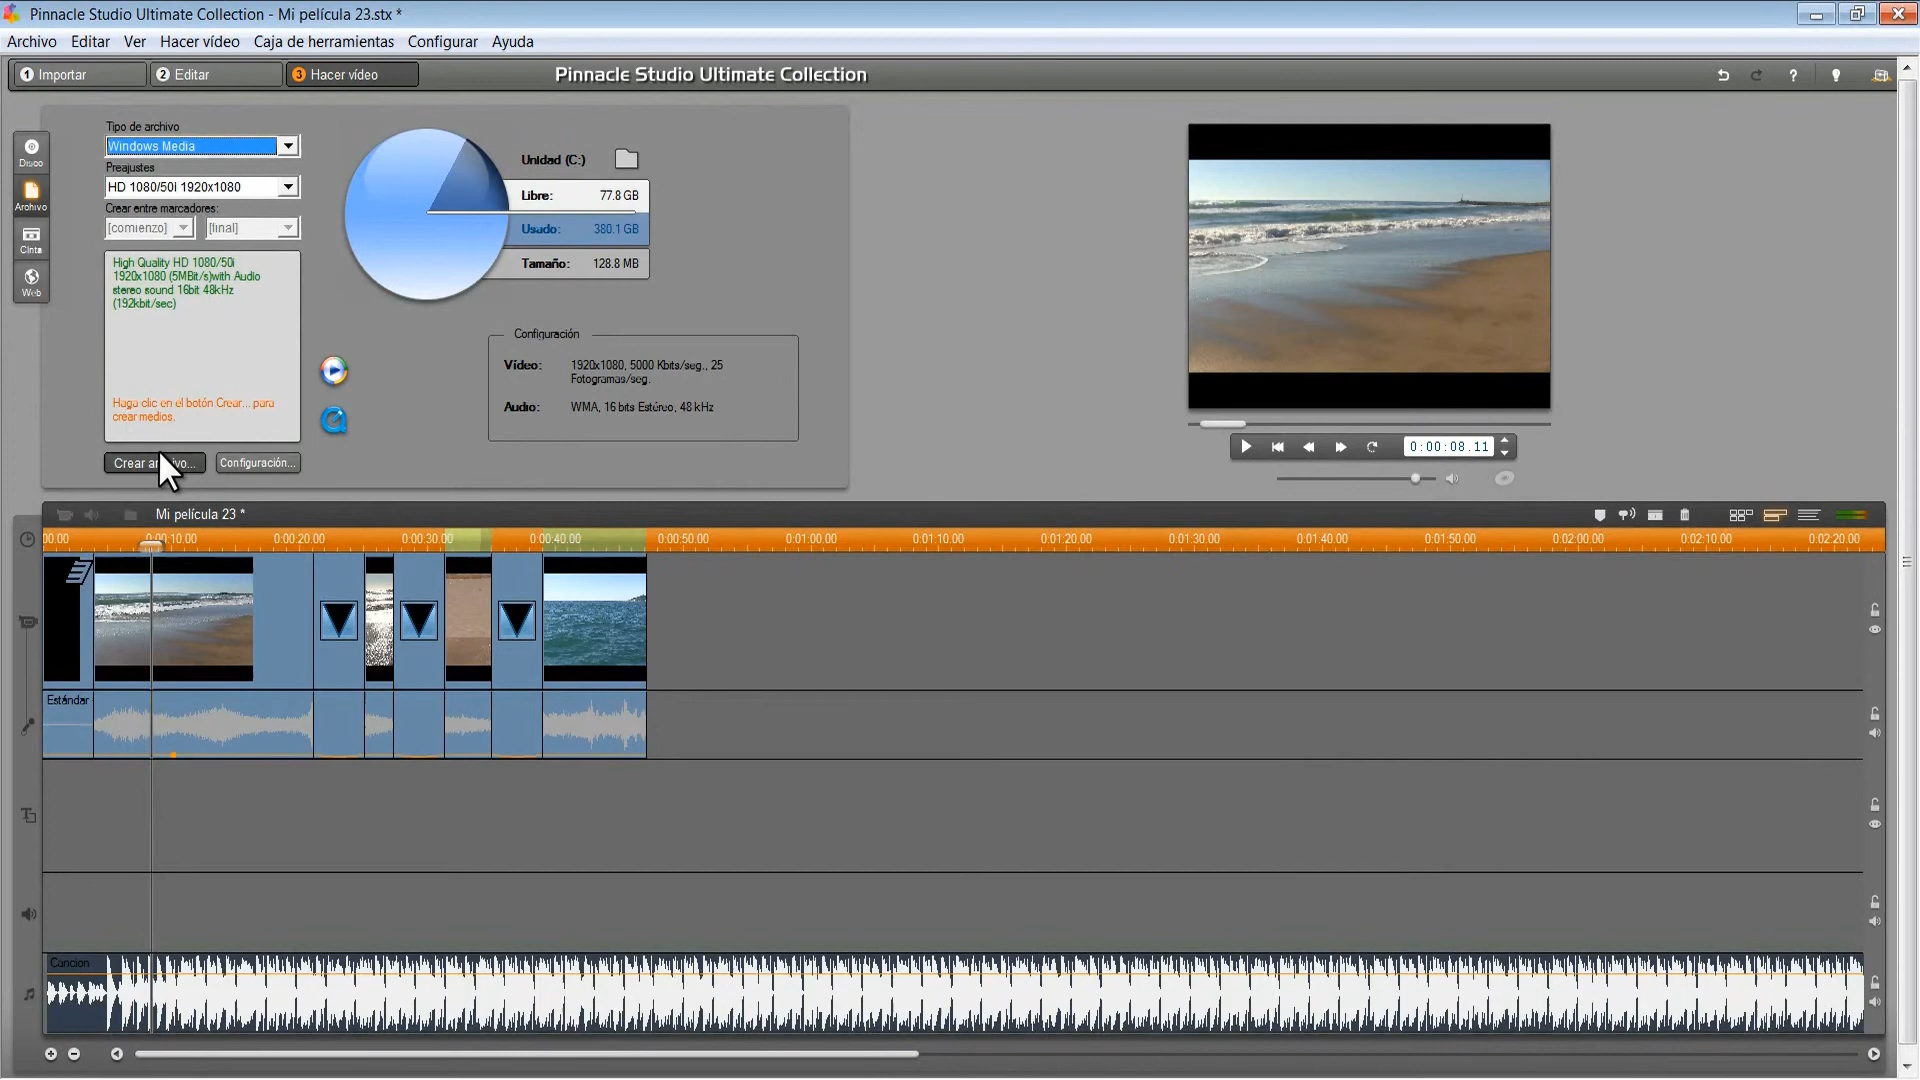 Pinnacle Studio Ultimate Collection - Mi película 23.stx *
Archivo Editar Ver Hacer vídeo Caja de herramientas Configurar Ayuda
1 Importar 2 Editar 3 Hacer vídeo Pinnacle Studio Ultimate Collection
Tipo de archivo
Windows Media
Preajustes
HD 1080/50I 1920x1080
Crear entre marcadores:
[comienzo] [final]
Disco
Archivo
Cinta
Web
High Quality HD 1080/50i
1920x1080 (5MBit/s)with Audio
stereo sound 16bit 48kHz
(192kbit/sec)
Haga clic en el botón Crear... para
crear medios.
Configuración...
Unidad (C:)
Libre: 77.8 GB
Usado: 380.1 GB
Tamaño: 128.8 MB
Configuración
Vídeo: 1920x1080, 5000 Kbits/seg., 25
Fotogramas/seg.
Audio: WMA, 16 bits Estéreo, 48 kHz
0:00:08.11
Mi película 23 *
00.00 0:00:10.00 0:00:20.00 0:00:30.00 0:00:40.00 0:00:50.00 0:01:00.00 0:01:10.00 0:01:20.00 0:01:30.00 0:01:40.00 0:01:50.00 0:02:00.00 0:02:10.00 0:02:20.00
Estándar
Cancion